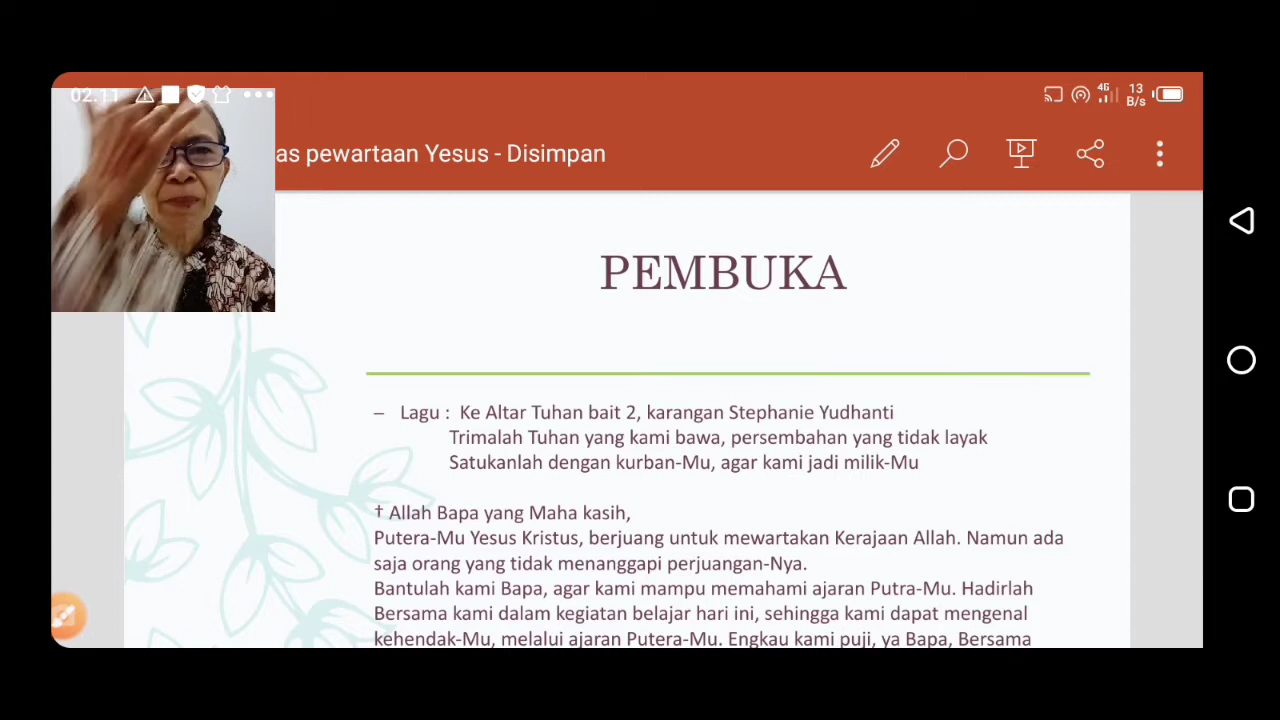 02.11
4G
13
B/s
as pewartaan Yesus - Disimpan
PEMBUKA
– Lagu : Ke Altar Tuhan bait 2, karangan Stephanie Yudhanti
Trimalah Tuhan yang kami bawa, persembahan yang tidak layak
Satukanlah dengan kurban-Mu, agar kami jadi milik-Mu
† Allah Bapa yang Maha kasih,
Putera-Mu Yesus Kristus, berjuang untuk mewartakan Kerajaan Allah. Namun ada
saja orang yang tidak menanggapi perjuangan-Nya.
Bantulah kami Bapa, agar kami mampu memahami ajaran Putra-Mu. Hadirlah
Bersama kami dalam kegiatan belajar hari ini, sehingga kami dapat mengenal
kehendak-Mu, melalui ajaran Putera-Mu. Engkau kami puji, ya Bapa, Bersama